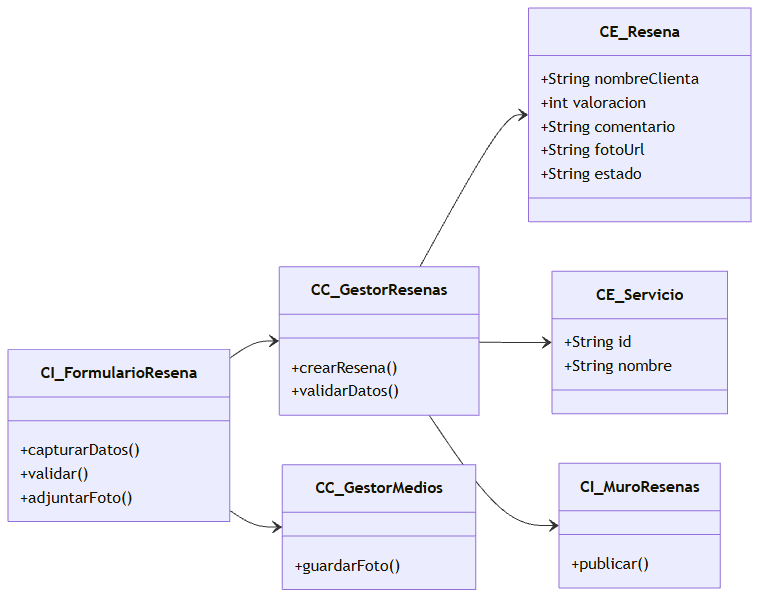 CE_Resena
+String nombreClienta
+int valoracion
+String comentario
+String fotoUrl
+String estado
CC_GestorResenas
+crearResena()
+validarDatos()
CE_Servicio
+String id
+String nombre
CI_FormularioResena
+capturarDatos()
+validar()
+adjuntarFoto()
CC_GestorMedios
+guardarFoto()
CI_MuroResenas
+publicar()